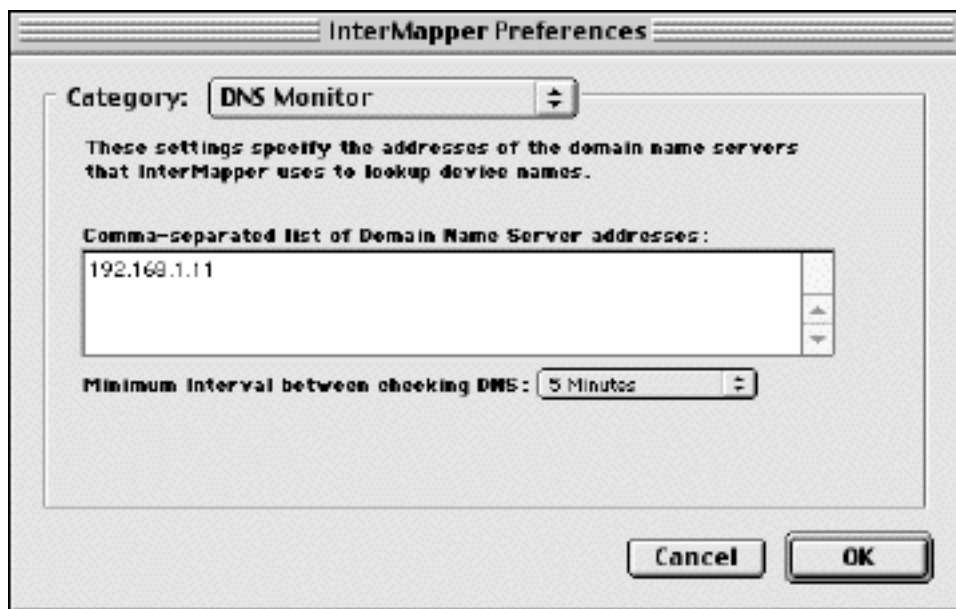 InterMapper Preferences
Category: DNS Monitor
These settings specify the addresses of the domain name servers
that InterMapper uses to lookup device names.
Comma-separated list of Domain Name Server addresses:
192.168.1.11
Minimum Interval between checking DNS: 5 Minutes
Cancel OK